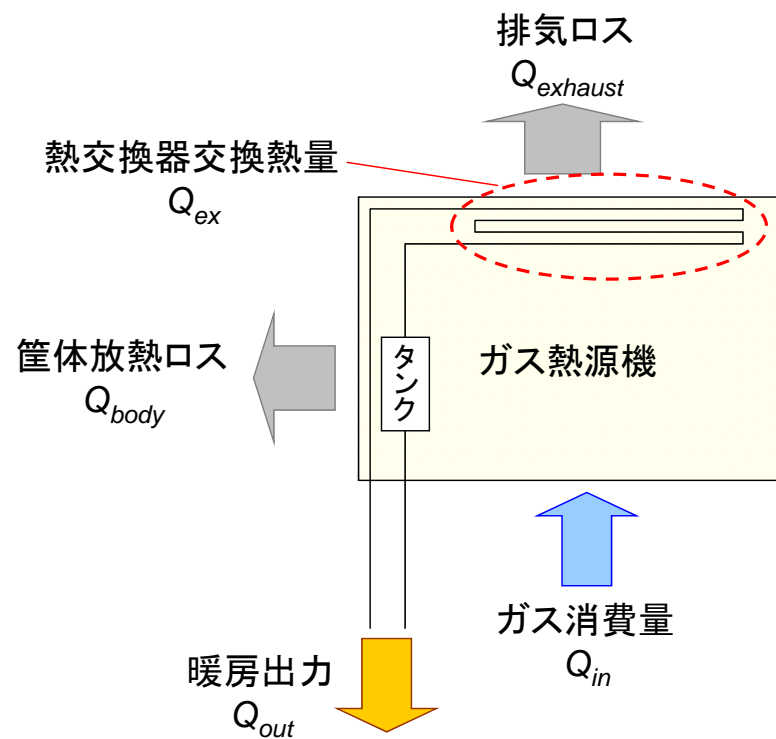 排気ロス
Qexhaust
熱交換器交換熱量
Qex
筐体放熱ロス
Qbody
タンク
ガス熱源機
ガス消費量
Qin
暖房出力
Qout